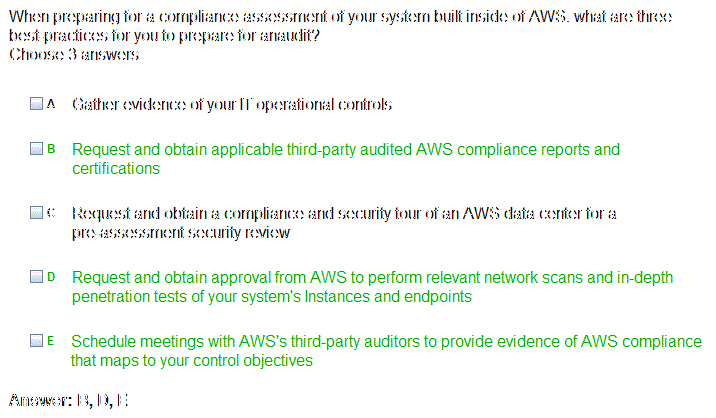 When preparing for a compliance assessment of your system built inside of AWS. what are three
best-practices for you to prepare for anaudit?
Choose 3 answers
A Gather evidence of your IT operational controls
B Request and obtain applicable third-party audited AWS compliance reports and
certifications
C Request and obtain a compliance and security tour of an AWS data center for a
pre-assessment security review
D Request and obtain approval from AWS to perform relevant network scans and in-depth
penetration tests of your system's Instances and endpoints
E Schedule meetings with AWS's third-party auditors to provide evidence of AWS compliance
that maps to your control objectives
Answer: B, D, E